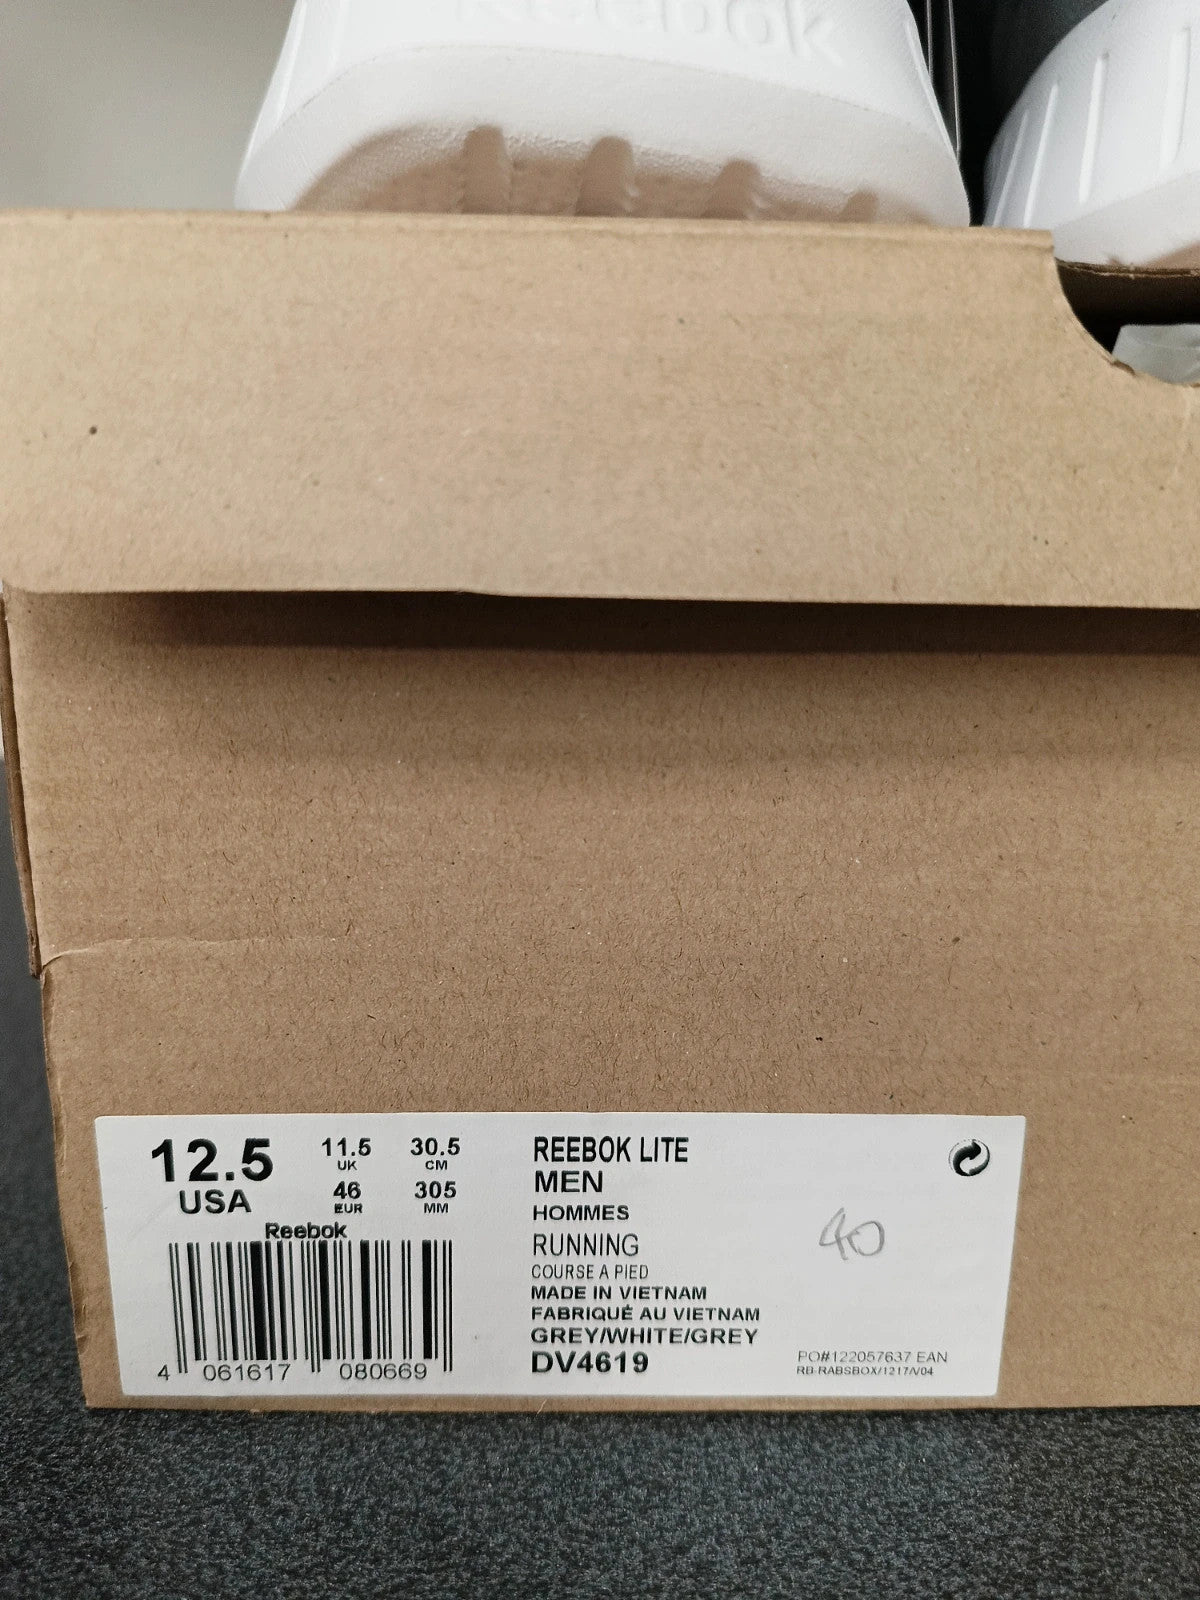 Reebok
12.5
USA
11.5
UK
30.5
CM
46
EUR
305
MM
Reebok
4 061617 080669
REEBOK LITE
MEN
HOMMES
RUNNING
COURSE A PIED
MADE IN VIETNAM
FABRIQUÉ AU VIETNAM
GREY/WHITE/GREY
DV4619
40
PO#122057637 EAN
RB-RABSBOX/1217/V04